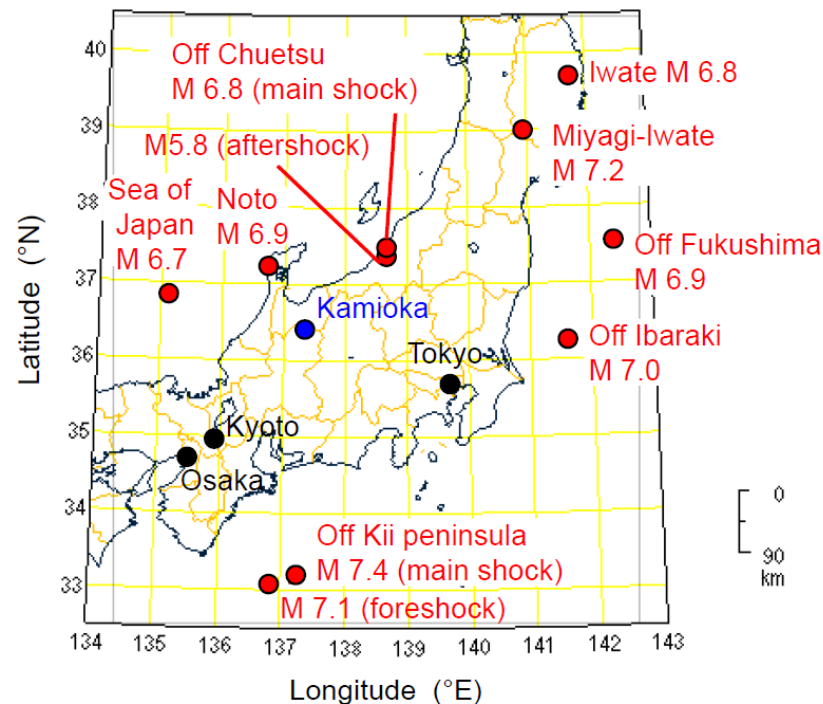 Off Chuetsu
M 6.8 (main shock)
M5.8 (aftershock)
Iwate M 6.8
Miyagi-Iwate
M 7.2
Sea of
Japan
M 6.7
Noto
M 6.9
Off Fukushima
M 6.9
Kamioka
Off Ibaraki
M 7.0
Tokyo
Kyoto
Osaka
Off Kii peninsula
M 7.4 (main shock)
M 7.1 (foreshock)
Latitude (°N)
40
39
38
37
36
35
34
33
134
135
136
137
138
139
140
141
142
143
Longitude (°E)
0
90
km